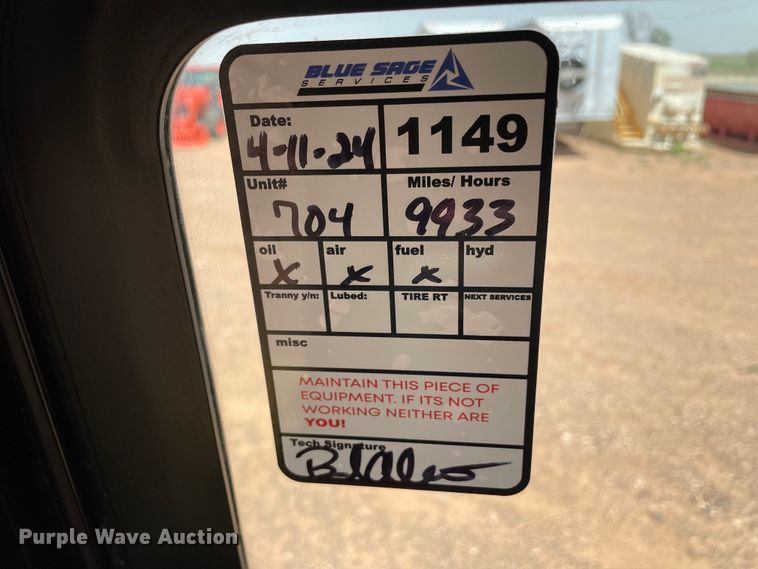 BLUE SAGE
SERVICES
Date:
4-11-24
1149
Unit#
704
Miles/ Hours
9933
oil
X
air
X
fuel
X
hyd
Tranny y/n:
Lubed:
TIRE RT
NEXT SERVICES
misc
MAINTAIN THIS PIECE OF
EQUIPMENT. IF ITS NOT
WORKING NEITHER ARE
YOU!
Tech Signature
Purple Wave Auction